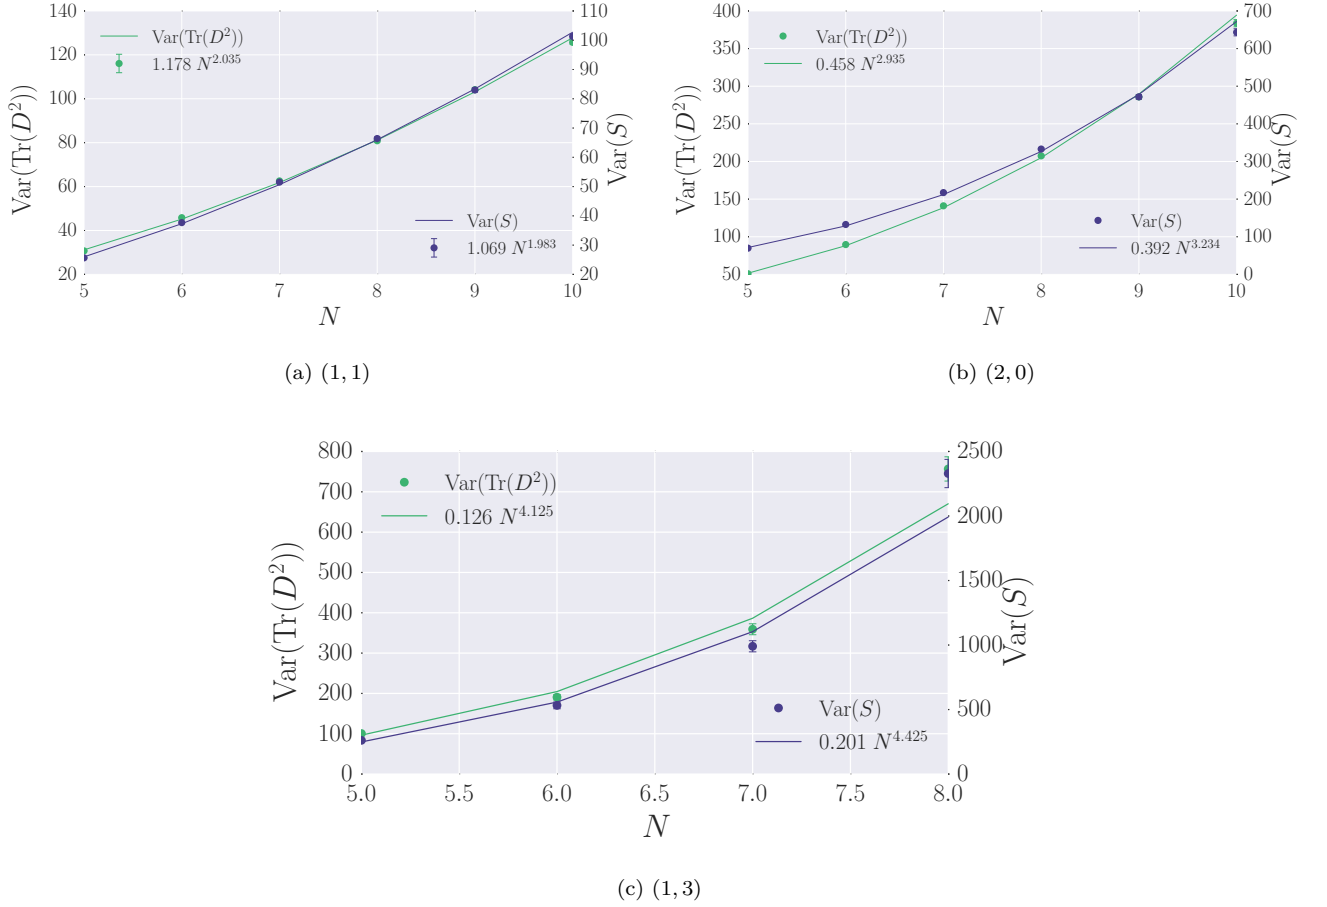 140
120
100
80
60
40
20
Var(Tr(D²))
Var(Tr(D²))
1.178 N^2.035
Var(S)
1.069 N^1.983
110
100
90
80
70
60
50
40
30
20
Var(S)
5 6 7 8 9 10
N
(a) (1, 1)
400
350
300
250
200
150
100
50
Var(Tr(D²))
Var(Tr(D²))
0.458 N^2.935
Var(S)
0.392 N^3.234
700
600
500
400
300
200
100
0
Var(S)
5 6 7 8 9 10
N
(b) (2, 0)
800
700
600
500
400
300
200
100
0
Var(Tr(D²))
Var(Tr(D²))
0.126 N^4.125
Var(S)
0.201 N^4.425
2500
2000
1500
1000
500
0
Var(S)
5.0 5.5 6.0 6.5 7.0 7.5 8.0
N
(c) (1, 3)